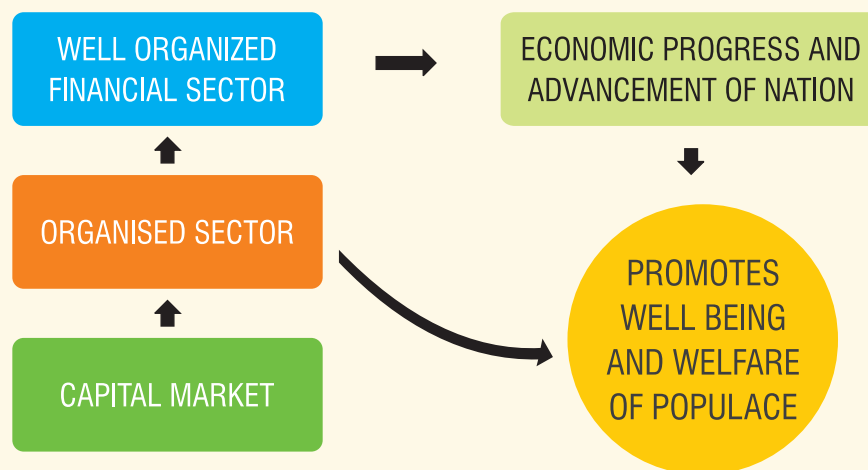 WELL ORGANIZED
FINANCIAL SECTOR
ECONOMIC PROGRESS AND
ADVANCEMENT OF NATION
ORGANISED SECTOR
PROMOTES
WELL BEING
AND WELFARE
OF POPULACE
CAPITAL MARKET